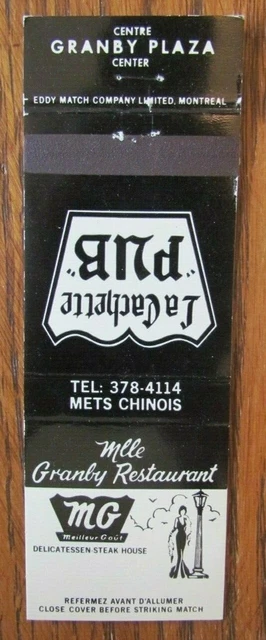 CENTRE
GRANBY PLAZA
CENTER
EDDY MATCH COMPANY LIMITED, MONTREAL
La Cachette
"PUB"
TEL: 378-4114
METS CHINOIS
Mlle
Granby Restaurant
MG
Meilleur Goût
DELICATESSEN-STEAK HOUSE
REFERMEZ AVANT D'ALLUMER
CLOSE COVER BEFORE STRIKING MATCH